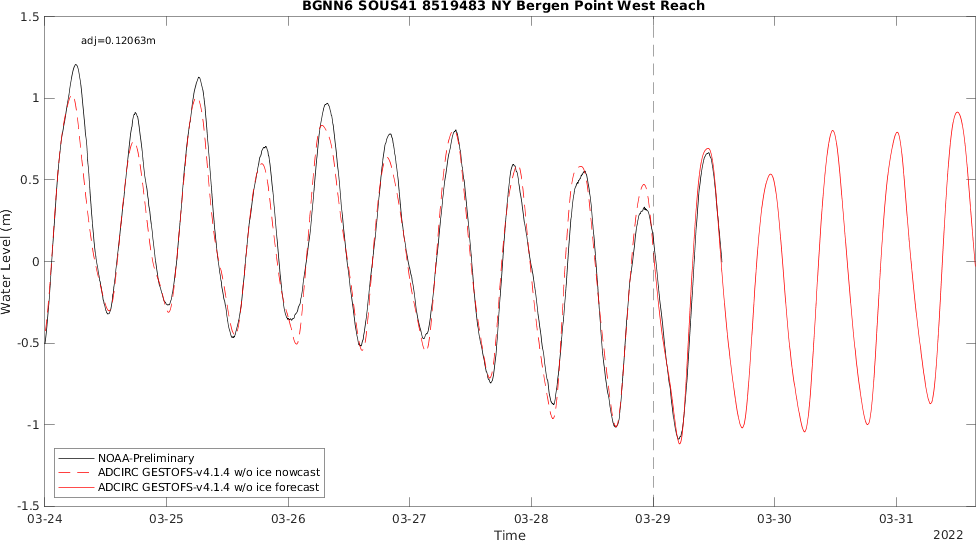 BGNN6 SOUS41 8519483 NY Bergen Point West Reach
1.5
adj=0.12063m
1
0.5
0
-0.5
-1
-1.5
Water Level (m)
NOAA-Preliminary
ADCIRC GESTOFS-v4.1.4 w/o ice nowcast
ADCIRC GESTOFS-v4.1.4 w/o ice forecast
03-24 03-25 03-26 03-27 03-28 03-29 03-30 03-31
Time
2022